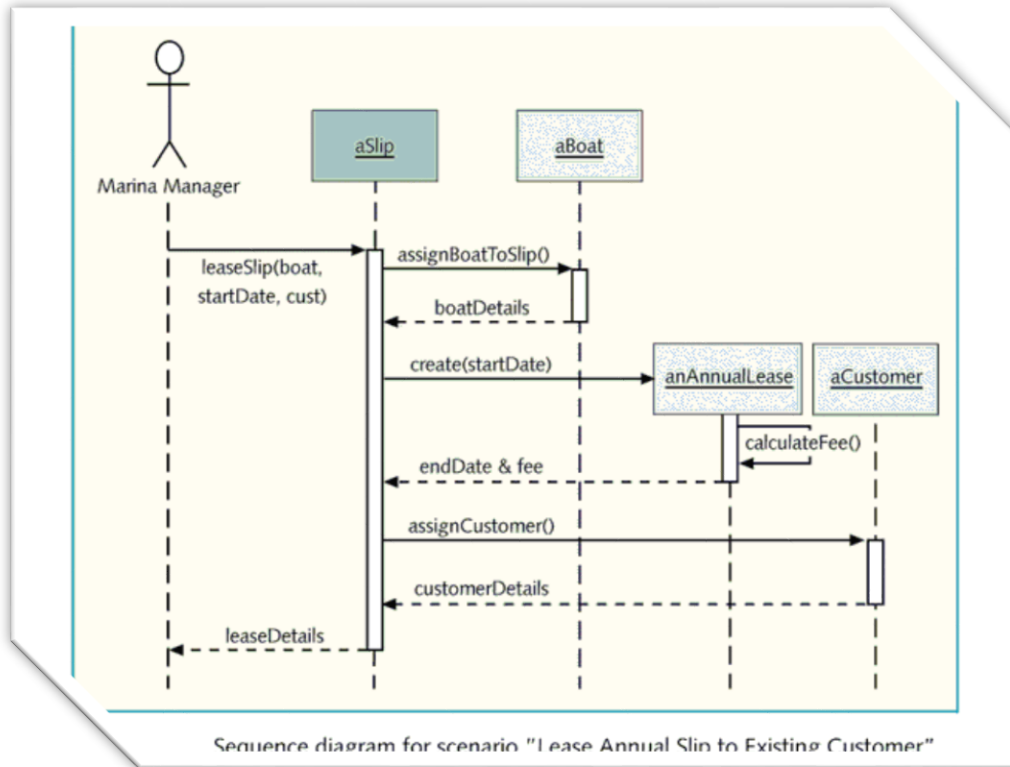 aSlip
aBoat
Marina Manager
assignBoatToSlip()
leaseSlip(boat,
startDate, cust)
boatDetails
create(startDate)
anAnnualLease
aCustomer
calculateFee()
endDate & fee
assignCustomer()
customerDetails
leaseDetails
Sequence diagram for scenario "Lease Annual Slip to Existing Customer"